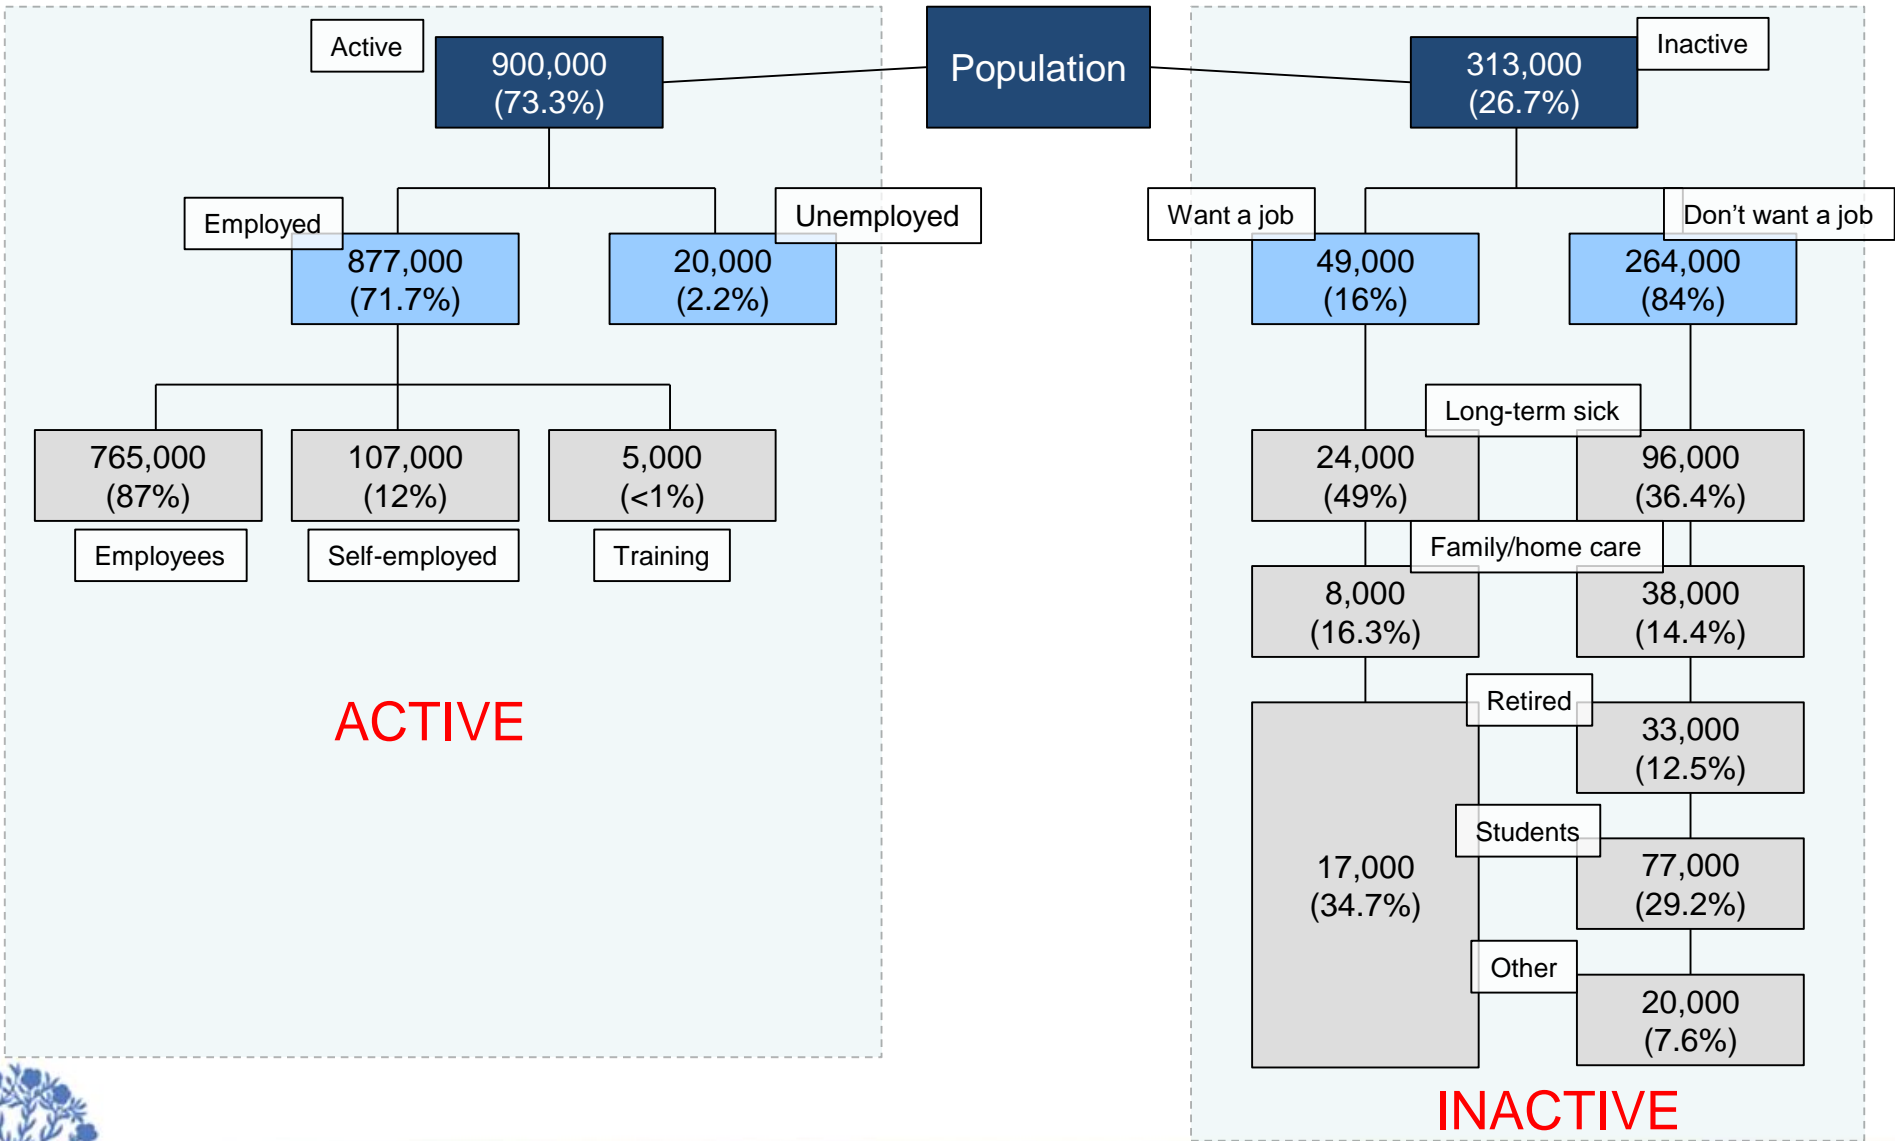 Population
Active
900,000
(73.3%)
Employed
877,000
(71.7%)
Unemployed
20,000
(2.2%)
765,000
(87%)
Employees
107,000
(12%)
Self-employed
5,000
(<1%)
Training
ACTIVE
Inactive
313,000
(26.7%)
Want a job
49,000
(16%)
Don't want a job
264,000
(84%)
Long-term sick
24,000
(49%)
96,000
(36.4%)
Family/home care
8,000
(16.3%)
38,000
(14.4%)
Retired
33,000
(12.5%)
Students
17,000
(34.7%)
77,000
(29.2%)
Other
20,000
(7.6%)
INACTIVE